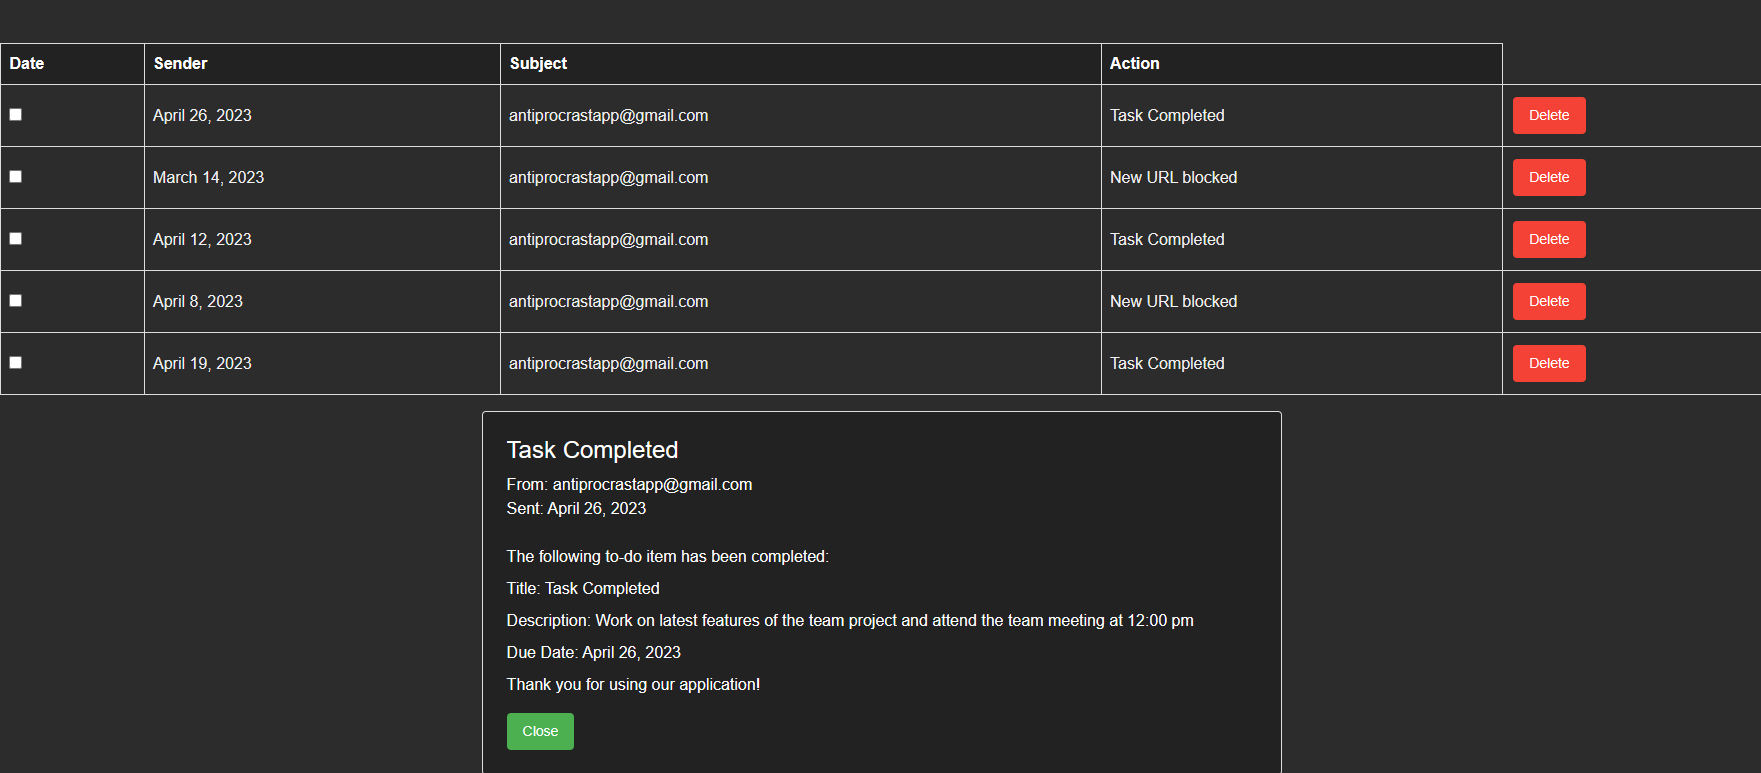 Date Sender Subject Action
April 26, 2023 antiprocrastapp@gmail.com Task Completed Delete
March 14, 2023 antiprocrastapp@gmail.com New URL blocked Delete
April 12, 2023 antiprocrastapp@gmail.com Task Completed Delete
April 8, 2023 antiprocrastapp@gmail.com New URL blocked Delete
April 19, 2023 antiprocrastapp@gmail.com Task Completed Delete
Task Completed
From: antiprocrastapp@gmail.com
Sent: April 26, 2023
The following to-do item has been completed:
Title: Task Completed
Description: Work on latest features of the team project and attend the team meeting at 12:00 pm
Due Date: April 26, 2023
Thank you for using our application!
Close